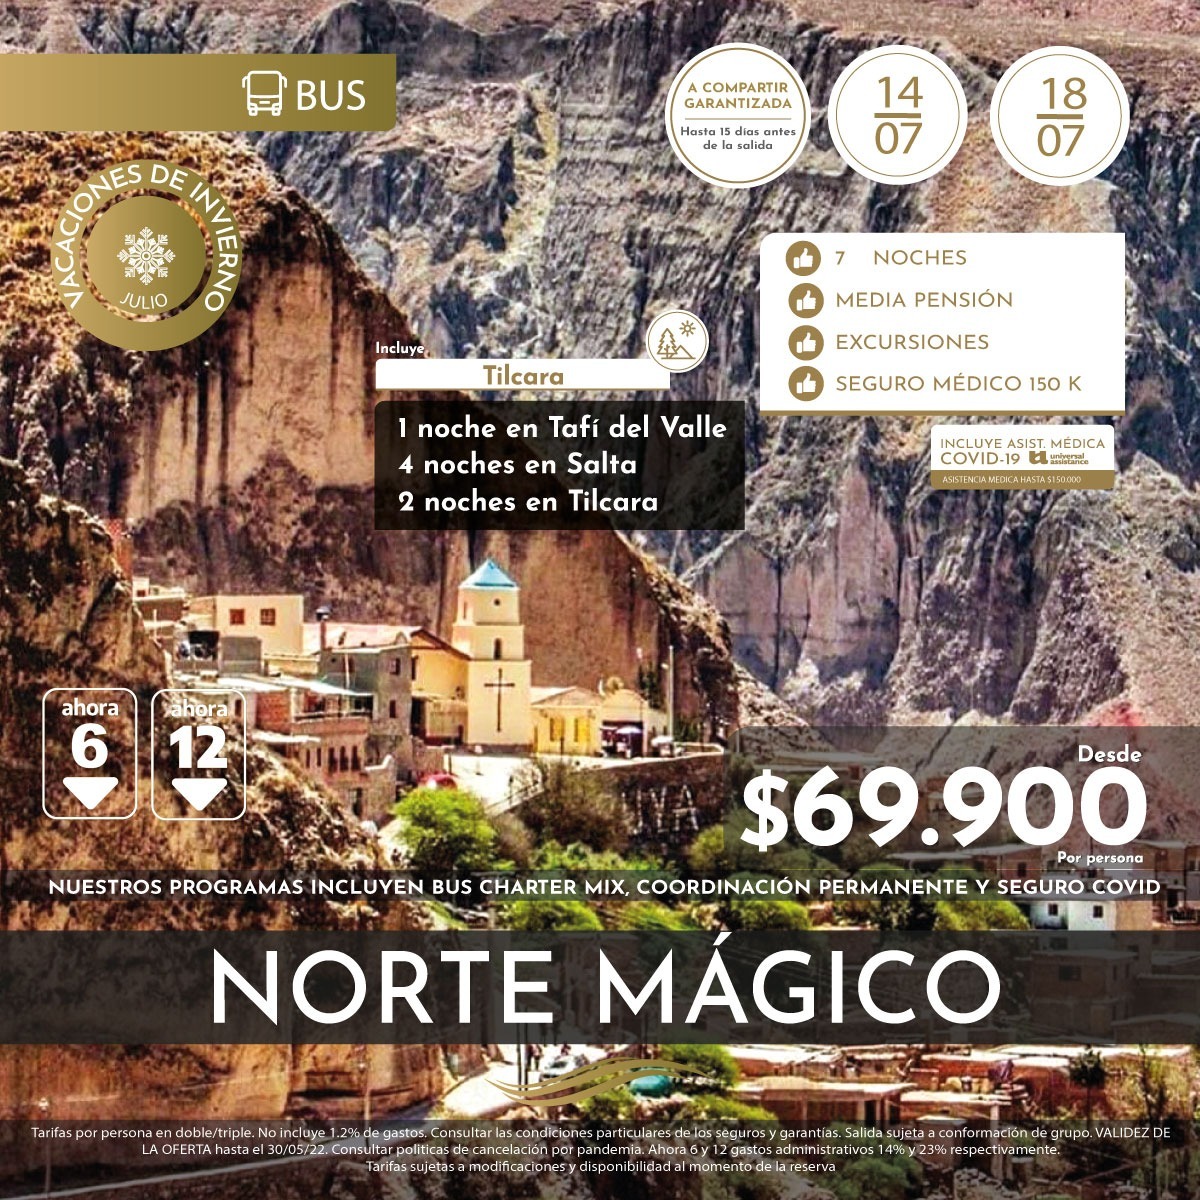 BUS
A COMPARTIR
GARANTIZADA
Hasta 15 días antes
de la salida
14
07
18
07
VACACIONES DE INVIERNO
JULIO
7 NOCHES
MEDIA PENSIÓN
EXCURSIONES
SEGURO MÉDICO 150 K
Incluye
Tilcara
1 noche en Tafí del Valle
4 noches en Salta
2 noches en Tilcara
INCLUYE ASIST. MÉDICA
COVID-19 universal assistance
ASISTENCIA MEDICA HASTA $150.000
ahora
6
ahora
12
Desde
$69.900
Por persona
NUESTROS PROGRAMAS INCLUYEN BUS CHARTER MIX, COORDINACIÓN PERMANENTE Y SEGURO COVID
NORTE MÁGICO
Tarifas por persona en doble/triple. No incluye 1.2% de gastos. Consultar las condiciones particulares de los seguros y garantías. Salida sujeta a conformación de grupo. VALIDEZ DE
LA OFERTA hasta el 30/05/22. Consultar politicas de cancelación por pandemia. Ahora 6 y 12 gastos administrativos 14% y 23% respectivamente.
Tarifas sujetas a modificaciones y disponibilidad al momento de la reserva